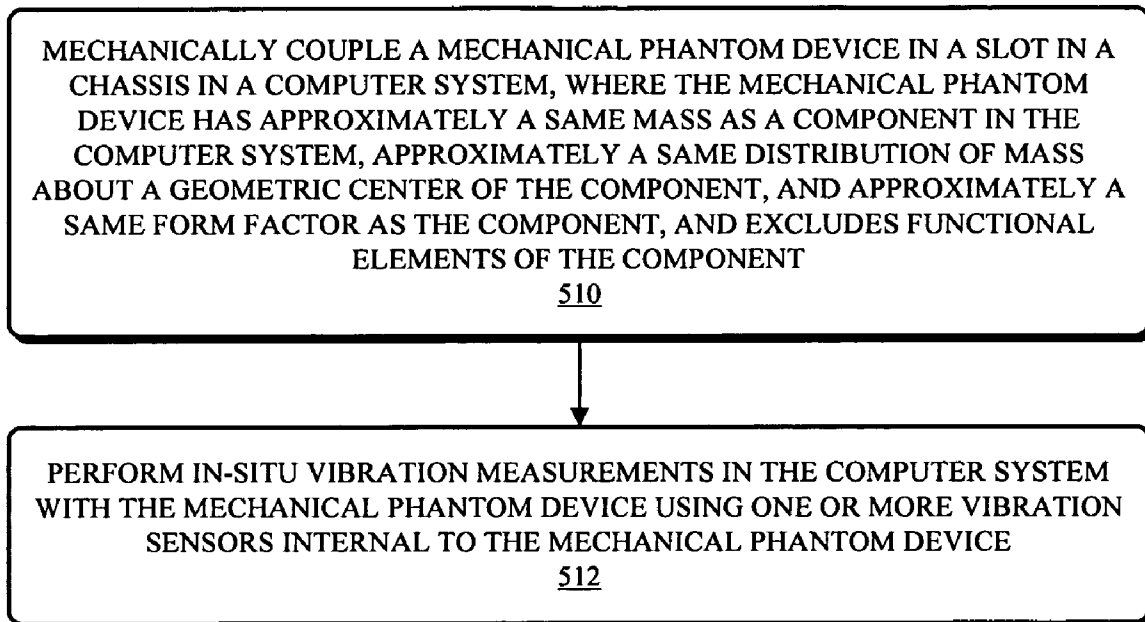 MECHANICALLY COUPLE A MECHANICAL PHANTOM DEVICE IN A SLOT IN A
CHASSIS IN A COMPUTER SYSTEM, WHERE THE MECHANICAL PHANTOM
DEVICE HAS APPROXIMATELY A SAME MASS AS A COMPONENT IN THE
COMPUTER SYSTEM, APPROXIMATELY A SAME DISTRIBUTION OF MASS
ABOUT A GEOMETRIC CENTER OF THE COMPONENT, AND APPROXIMATELY A
SAME FORM FACTOR AS THE COMPONENT, AND EXCLUDES FUNCTIONAL
ELEMENTS OF THE COMPONENT
510
PERFORM IN-SITU VIBRATION MEASUREMENTS IN THE COMPUTER SYSTEM
WITH THE MECHANICAL PHANTOM DEVICE USING ONE OR MORE VIBRATION
SENSORS INTERNAL TO THE MECHANICAL PHANTOM DEVICE
512